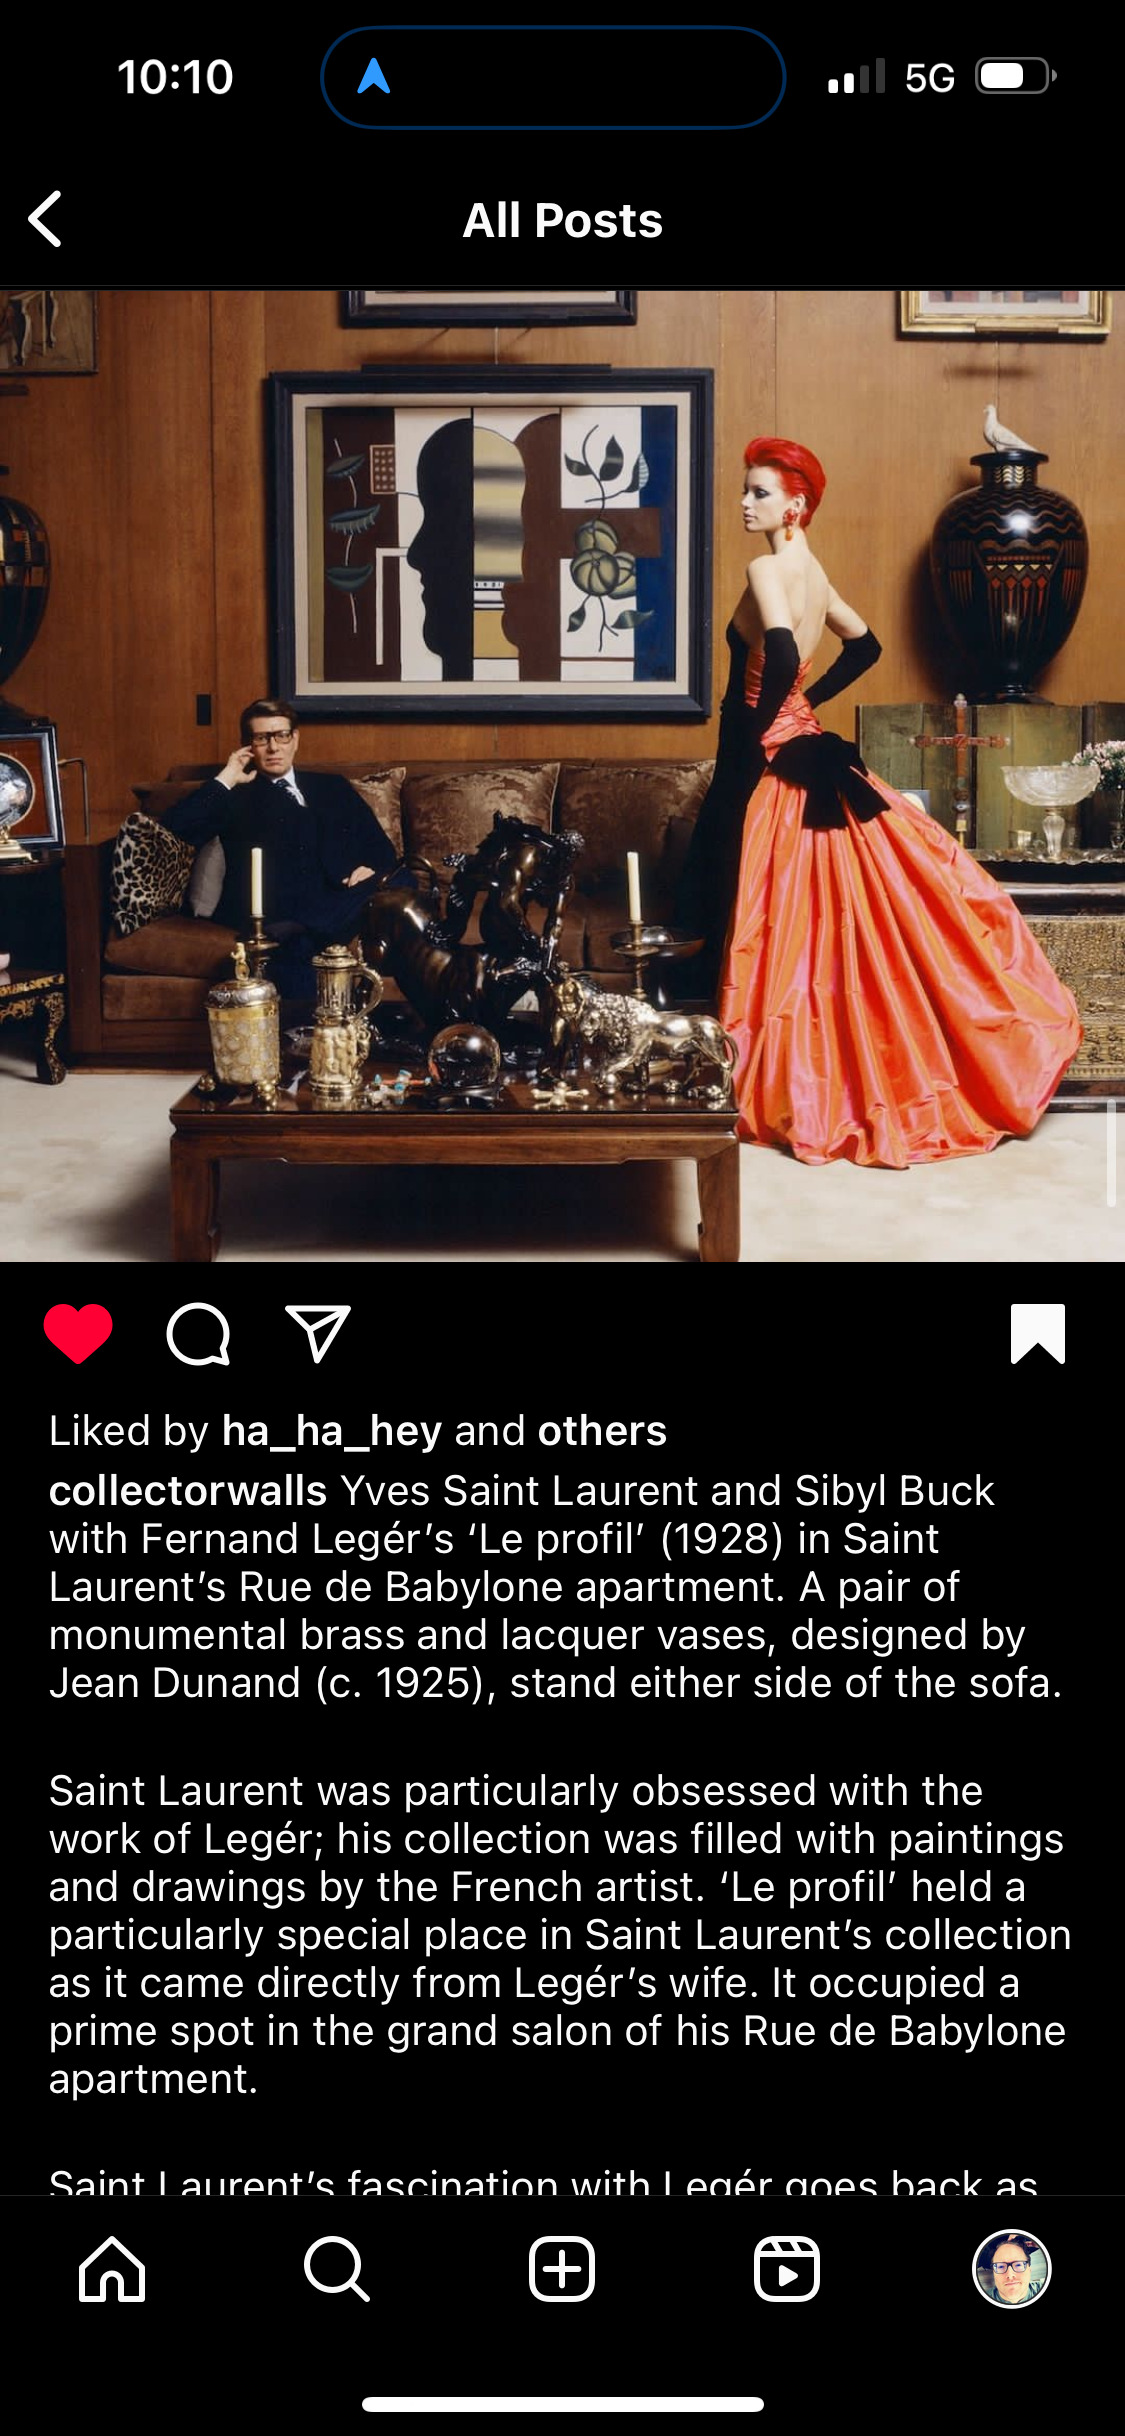 10:10
5G
All Posts
Liked by ha_ha_hey and others
collectorwalls Yves Saint Laurent and Sibyl Buck
with Fernand Legér’s ‘Le profil’ (1928) in Saint
Laurent’s Rue de Babylone apartment. A pair of
monumental brass and lacquer vases, designed by
Jean Dunand (c. 1925), stand either side of the sofa.
Saint Laurent was particularly obsessed with the
work of Legér; his collection was filled with paintings
and drawings by the French artist. ‘Le profil’ held a
particularly special place in Saint Laurent’s collection
as it came directly from Legér’s wife. It occupied a
prime spot in the grand salon of his Rue de Babylone
apartment.
Saint Laurent’s fascination with Legér goes back as